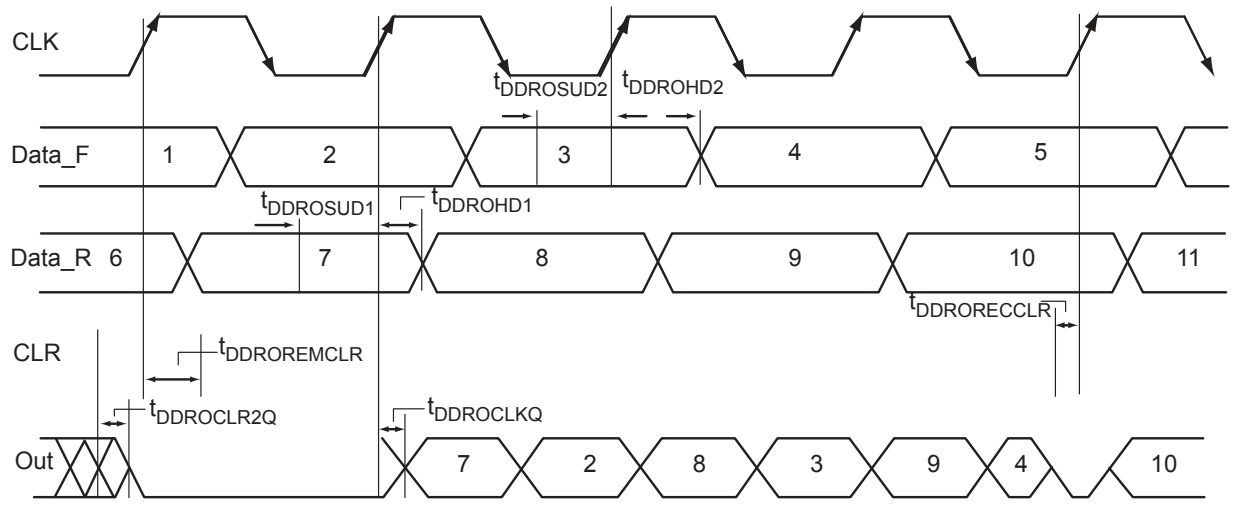 CLK
tDDROSUD2 tDDROHD2
Data_F 1 2 3 4 5
tDDROSUD1 tDDROHD1
Data_R 6 7 8 9 10 11
tDDRORECCLR
CLR tDDROREMCLR
tDDROCLR2Q tDDROCLKQ
Out 7 2 8 3 9 4 10